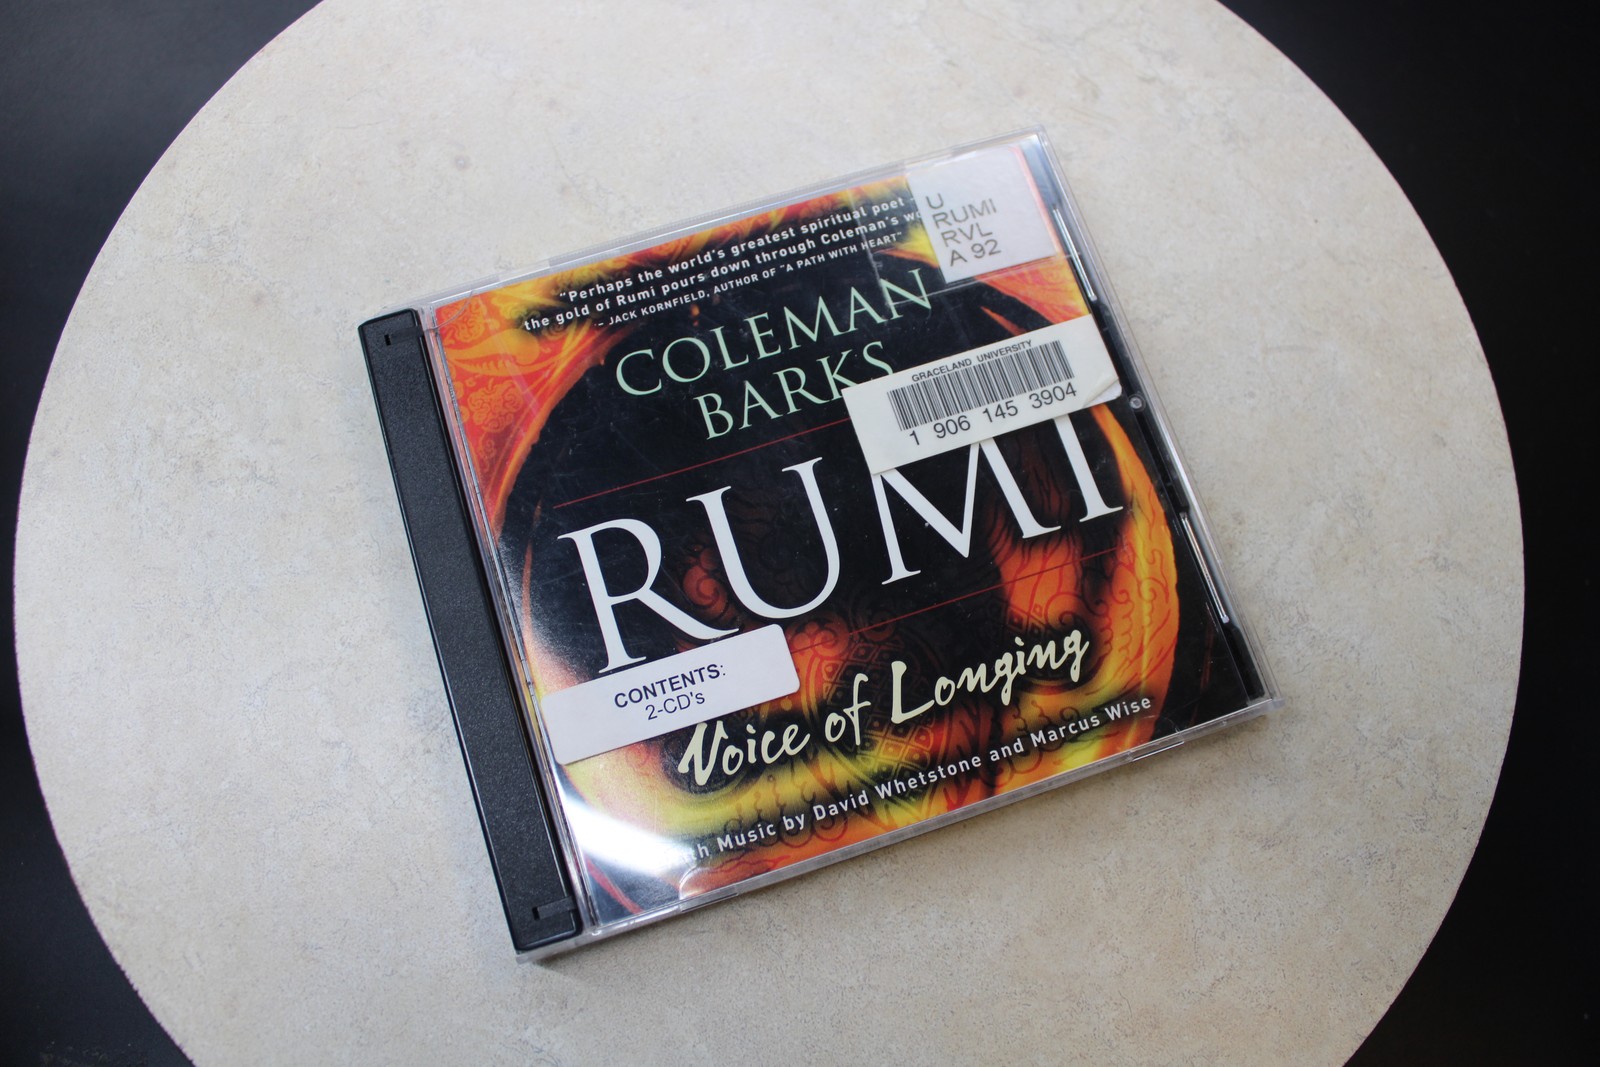 "Perhaps the world's greatest spiritual poet
the gold of Rumi pours down through Coleman's
– JACK KORNFIELD, AUTHOR OF "A PATH WITH HEART"
U
RUMI
RVL
A 92
COLEMAN
BARKS
GRACELAND UNIVERSITY
1 906 145 3904
RUMI
CONTENTS:
2-CD's
Voice of Longing
Music by David Whetstone and Marcus Wise